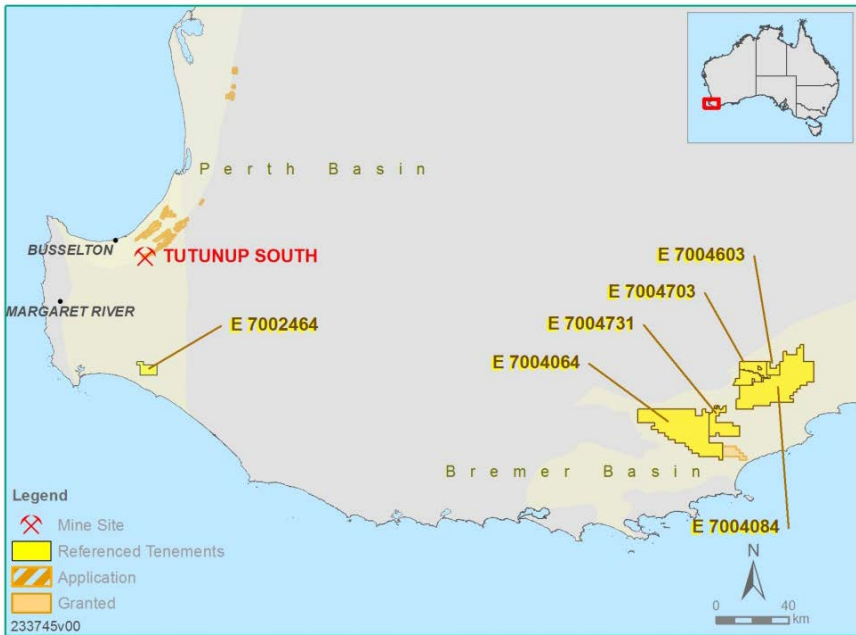 Perth Basin
BUSSELTON
TUTUNUP SOUTH
MARGARET RIVER
E 7002464
E 7004603
E 7004703
E 7004731
E 7004064
Bremer Basin
E 7004084
Legend
Mine Site
Referenced Tenements
Application
Granted
233745v00
N
0 40
km